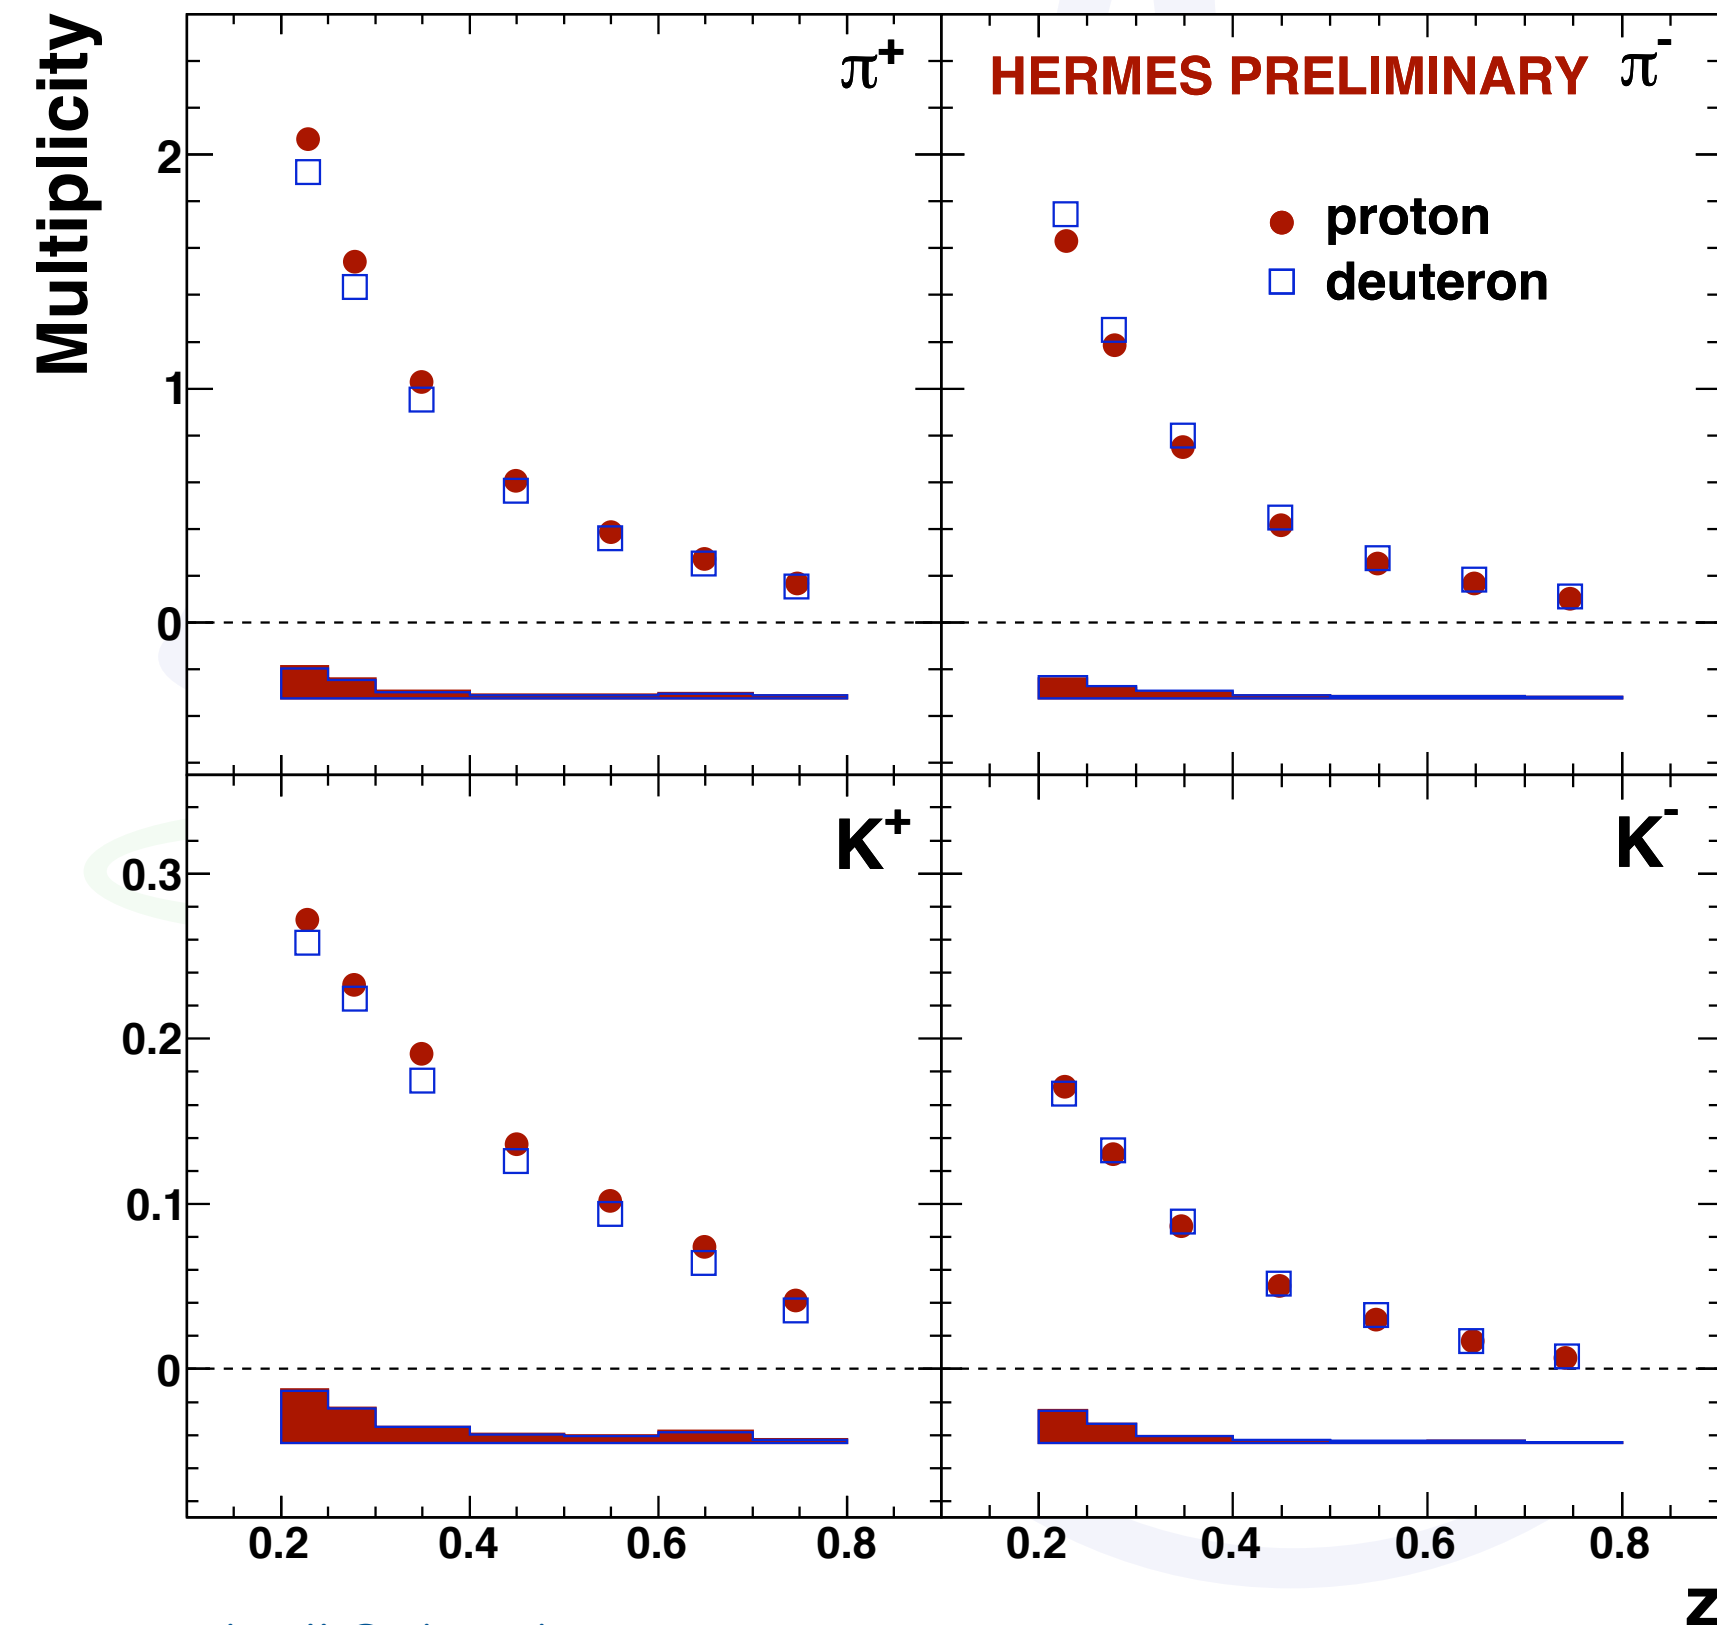 Multiplicity
π+
HERMES PRELIMINARY π-
proton
deuteron
2
1
0
K+
K-
0.3
0.2
0.1
0
0.2 0.4 0.6 0.8 0.2 0.4 0.6 0.8
z